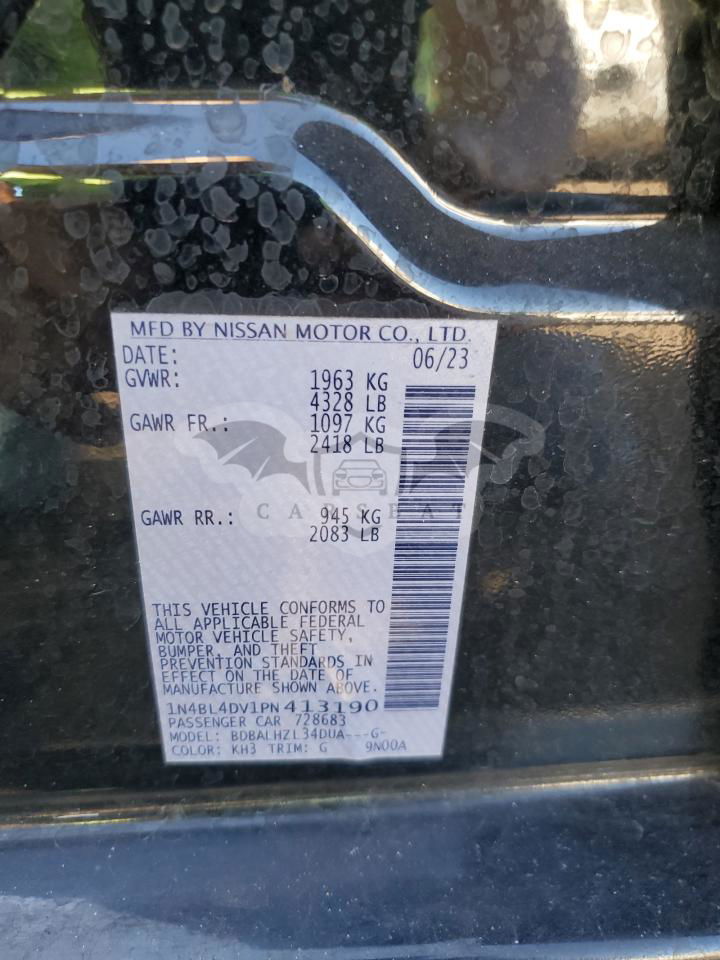 MFD BY NISSAN MOTOR CO., LTD.
DATE: 06/23
GVWR: 1963 KG
4328 LB
GAWR FR.: 1097 KG
2418 LB
CARSBAT
GAWR RR.: 945 KG
2083 LB
THIS VEHICLE CONFORMS TO
ALL APPLICABLE FEDERAL
MOTOR VEHICLE SAFETY,
BUMPER, AND THEFT
PREVENTION STANDARDS IN
EFFECT ON THE DATE OF
MANUFACTURE SHOWN ABOVE.
1N4BL4DV1PN413190
PASSENGER CAR 728683
MODEL: BDBALHZL34DUA---G-
COLOR: KH3 TRIM: G 9N00A